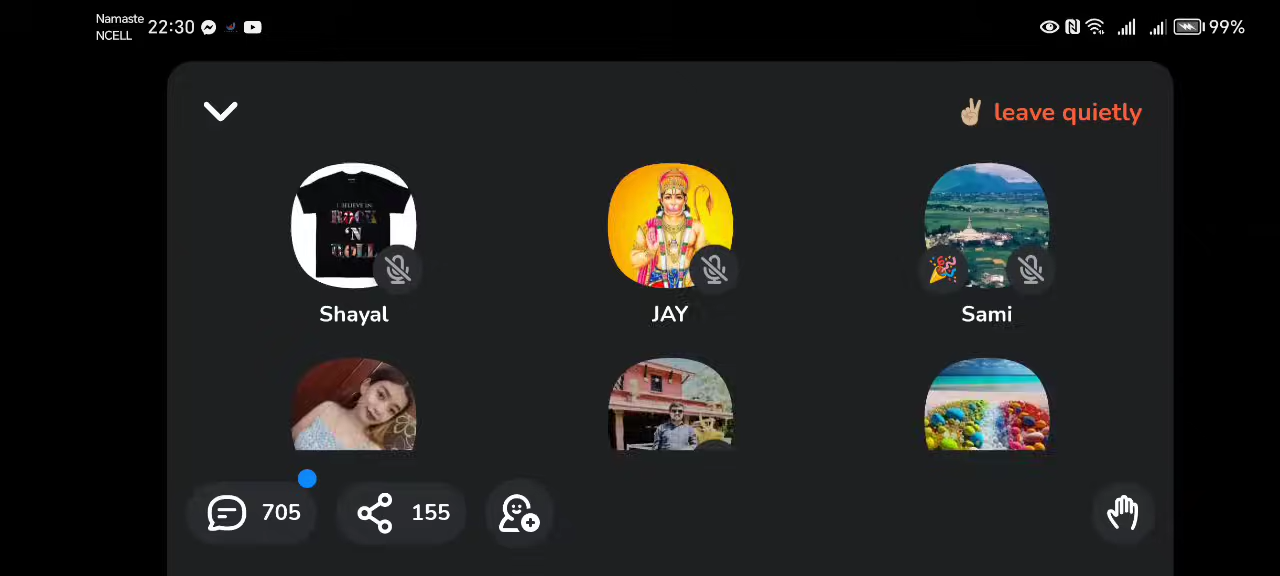 Namaste
NCELL
22:30
99%
✌🏼 leave quietly
I BELIEVE IN
ROCK
'N
ROLL
Shayal
JAY
Sami
705
155